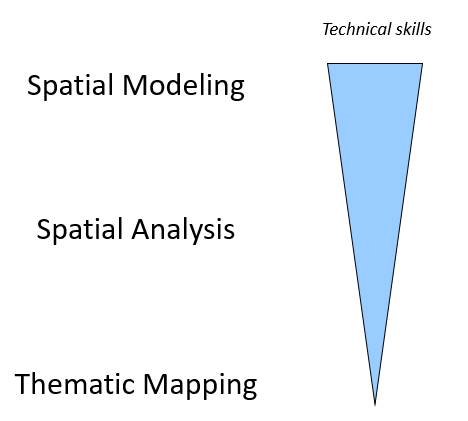 Technical skills
Spatial Modeling
Spatial Analysis
Thematic Mapping